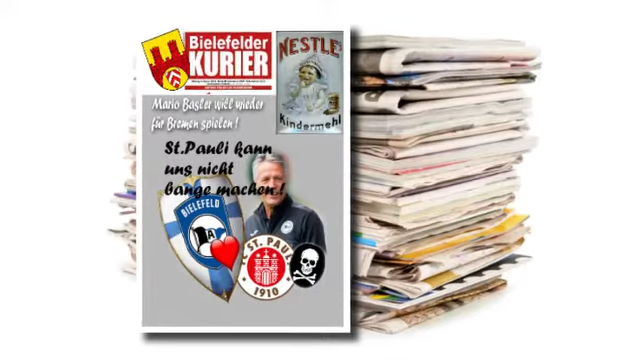 Bielefelder
KURIER
NESTLE'S
Kindermehl
Mario Basler will wieder
für Bremen spielen!
St.Pauli kann
uns nicht
bange machen!
BIELEFELD
A
FC ST. PAULI
1910